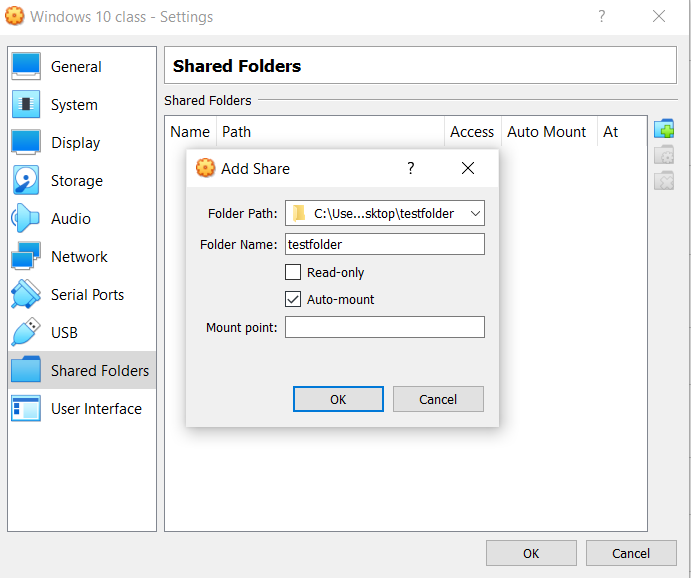 Windows 10 class - Settings ?
General
System
Display
Storage
Audio
Network
Serial Ports
USB
Shared Folders
User Interface
Shared Folders
Shared Folders
Name Path Access Auto Mount At
Add Share ?
Folder Path: C:\Use...sktop\testfolder
Folder Name: testfolder
Read-only
Auto-mount
Mount point:
OK Cancel
OK Cancel